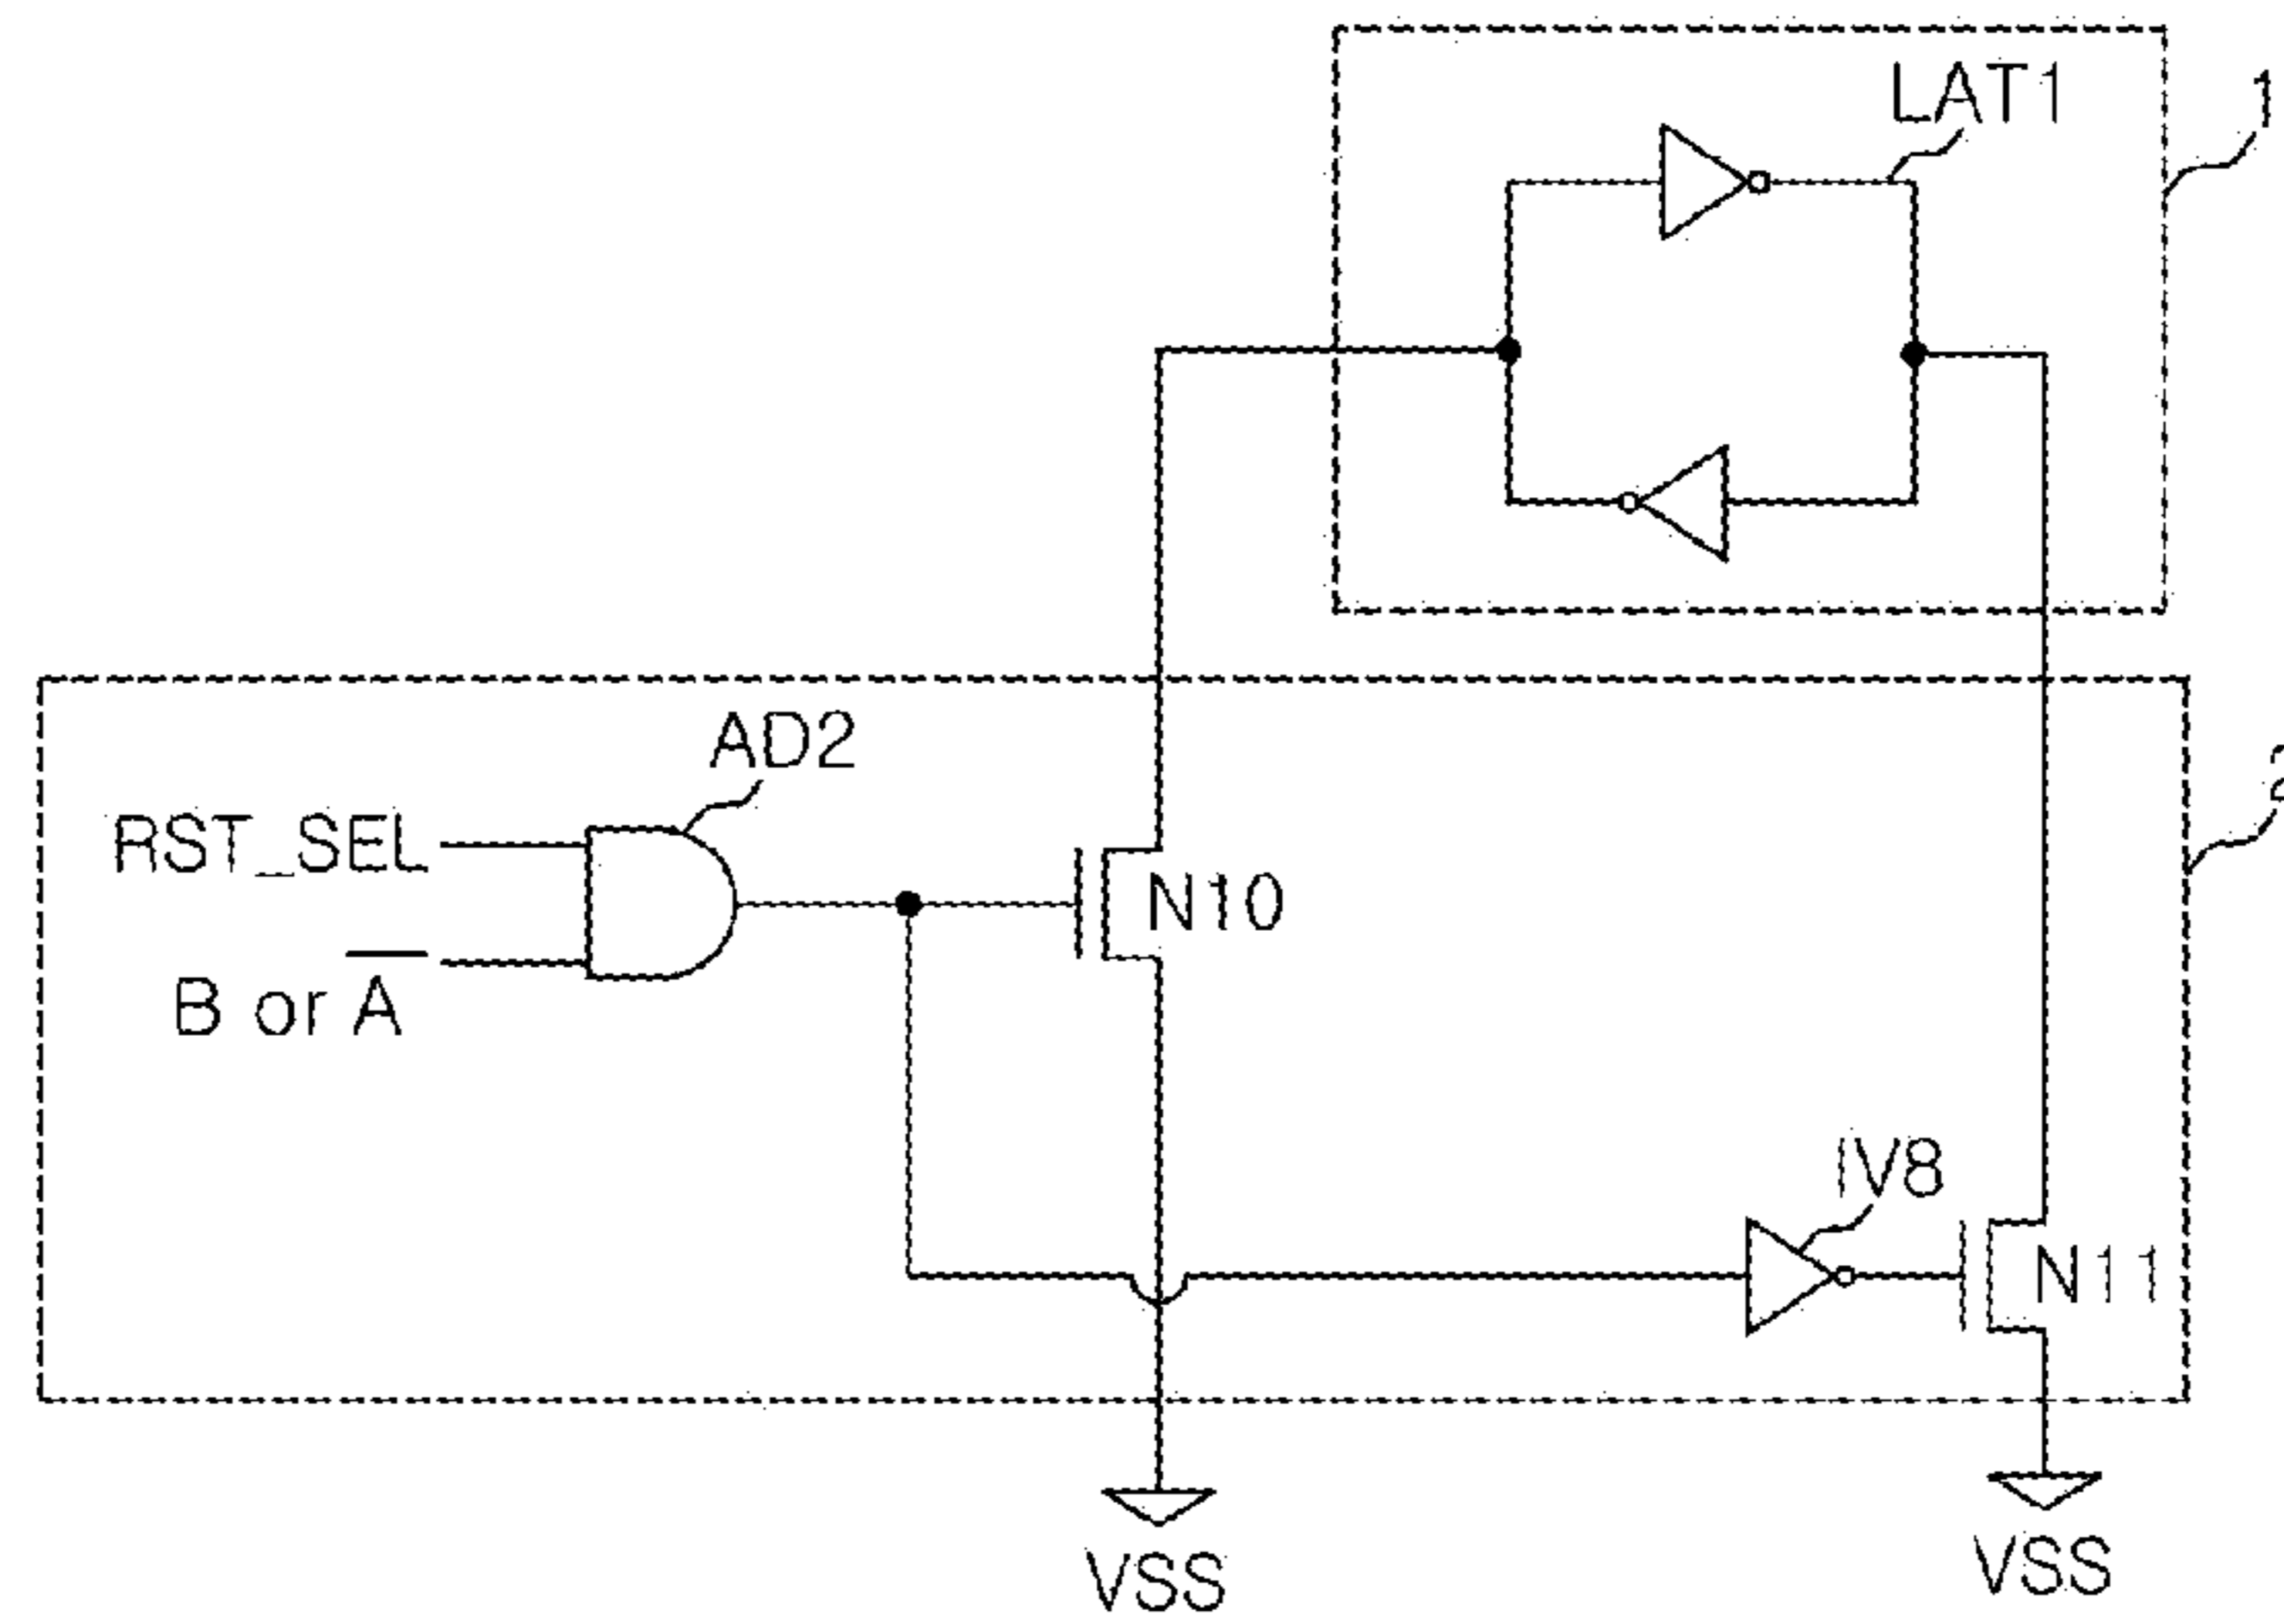 LAT1
1
AD2
2
RST_SEL
N10
B or A̅
IV8
N11
VSS
VSS